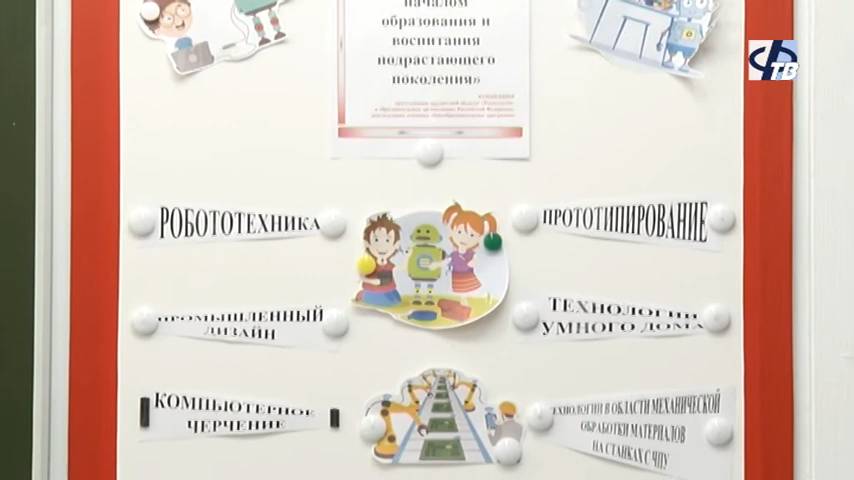 началом
образования и
воспитания
подрастающего
поколения»
ТВ
РОБОТОТЕХНИКА
ПРОТОТИПИРОВАНИЕ
ПРОМЫШЛЕННЫЙ
ДИЗАЙН
ТЕХНОЛОГИИ
УМНОГО ДОМА
КОМПЬЮТЕРНОЕ
ЧЕРЧЕНИЕ
ТЕХНОЛОГИИ В ОБЛАСТИ МЕХАНИЧЕСКОЙ
ОБРАБОТКИ МАТЕРИАЛОВ
НА СТАНКАХ С ЧПУ